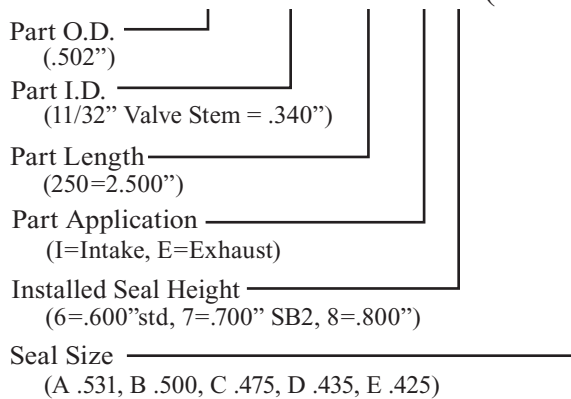 Part O.D.
(.502”)
Part I.D.
(11/32” Valve Stem = .340”)
Part Length
(250=2.500”)
Part Application
(I=Intake, E=Exhaust)
Installed Seal Height
(6=.600”std, 7=.700” SB2, 8=.800”)
Seal Size
(A .531, B .500, C .475, D .435, E .425)